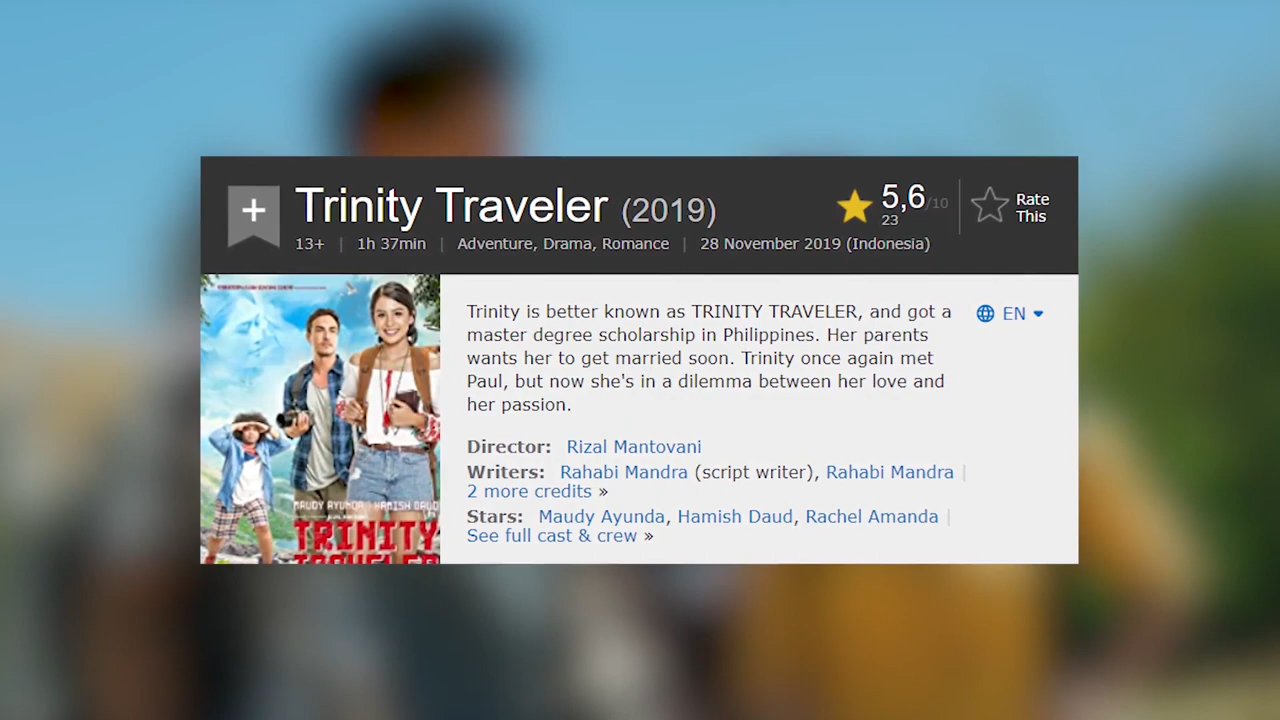 + Trinity Traveler (2019)
5,6/10
23
Rate
This
13+ | 1h 37min | Adventure, Drama, Romance | 28 November 2019 (Indonesia)
Trinity is better known as TRINITY TRAVELER, and got a
master degree scholarship in Philippines. Her parents
wants her to get married soon. Trinity once again met
Paul, but now she's in a dilemma between her love and
her passion.
EN
Director: Rizal Mantovani
Writers: Rahabi Mandra (script writer), Rahabi Mandra |
2 more credits »
Stars: Maudy Ayunda, Hamish Daud, Rachel Amanda |
See full cast & crew »
MAUDY AYUNDA HAMISH DAUD
TRINITY
TRAVELER